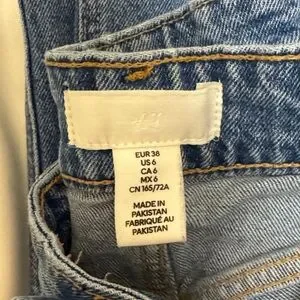 H&M
EUR 38
US 6
CA 6
MX 6
CN 165/72A
MADE IN
PAKISTAN
FABRIQUÉ AU
PAKISTAN